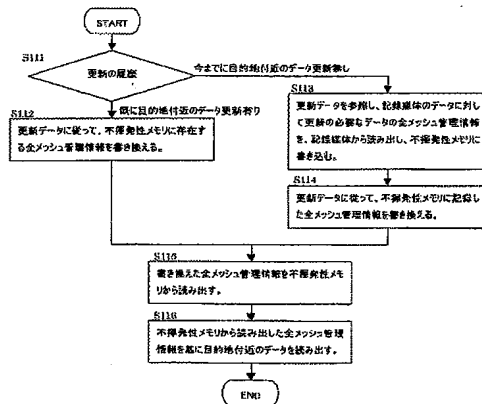 START
S111
更新の履歴
今までに目的地付近のデータ更新無し
S112
既に目的地付近のデータ更新有り
更新データに従って、不揮発性メモリに存在す
る全メッシュ管理情報を書き換える。
S113
更新データを参照し、記録媒体のデータに対し
て更新の必要なデータの全メッシュ管理情報
を、記録媒体から読み出し、不揮発性メモリに
書き込む。
S114
更新データに従って、不揮発性メモリに記録し
た全メッシュ管理情報を書き換える。
S115
書き換えた全メッシュ管理情報を不揮発性メモ
リから読み出す。
S116
不揮発性メモリから読み出した全メッシュ管理
情報を基に目的地付近のデータを読み出す。
END